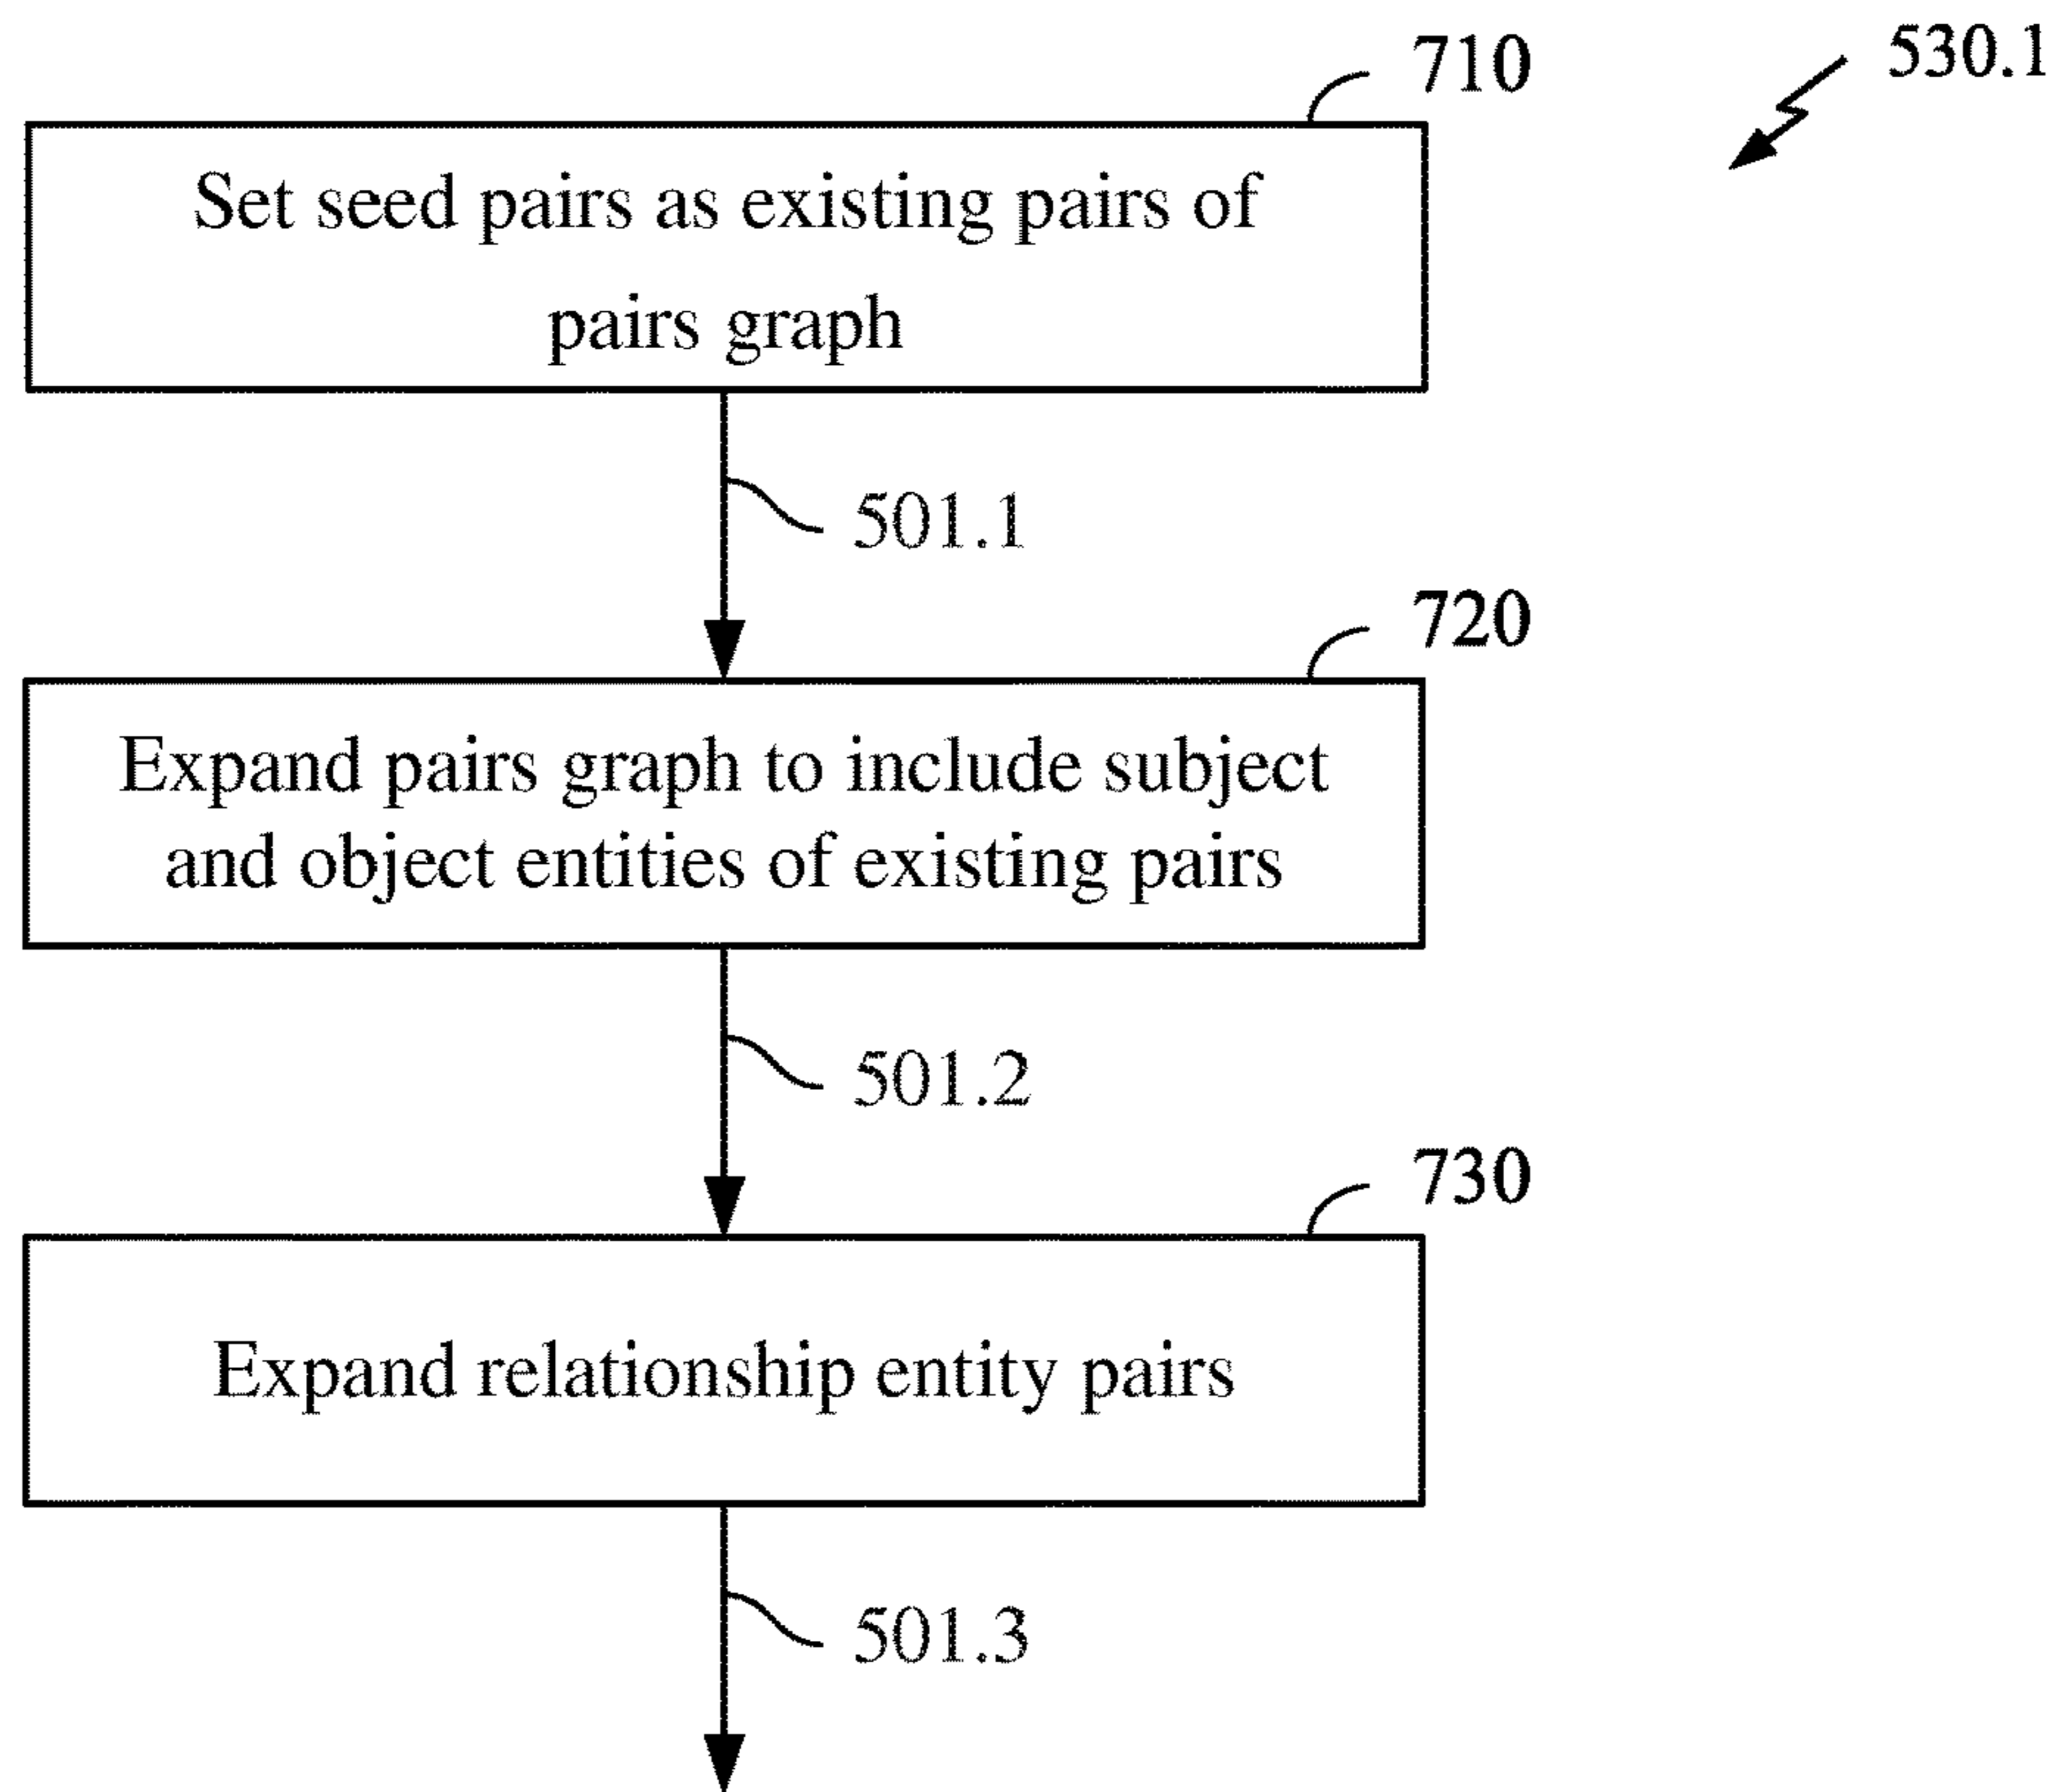 530.1
710
Set seed pairs as existing pairs of
pairs graph
501.1
720
Expand pairs graph to include subject
and object entities of existing pairs
501.2
730
Expand relationship entity pairs
501.3